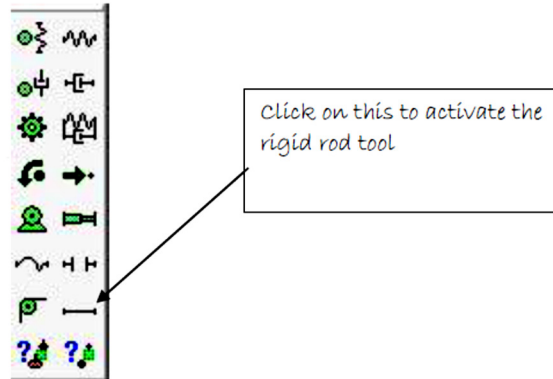 Click on this to activate the
rigid rod tool
? ?